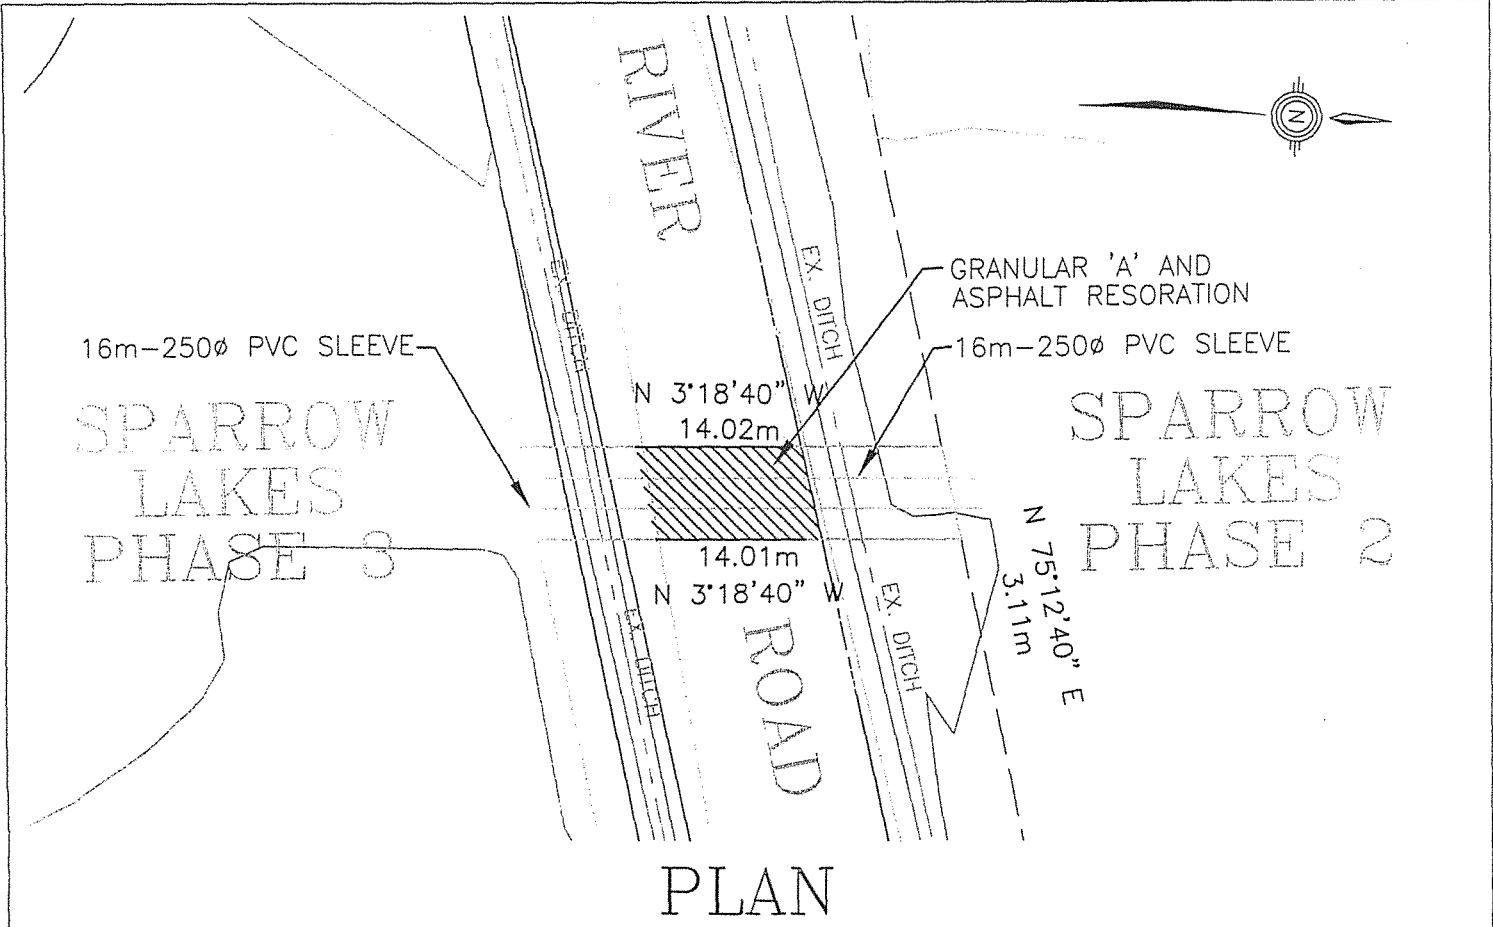 RIVER
N
GRANULAR 'A' AND
ASPHALT RESORATION
EX. DITCH
EX. DITCH
16m-250ø PVC SLEEVE
16m-250ø PVC SLEEVE
N 3°18'40" W
14.02m
SPARROW
LAKES
PHASE 3
SPARROW
LAKES
PHASE 2
14.01m
N 3°18'40" W
N 75°12'40" E
3.11m
EX. DITCH
EX. DITCH
ROAD
PLAN